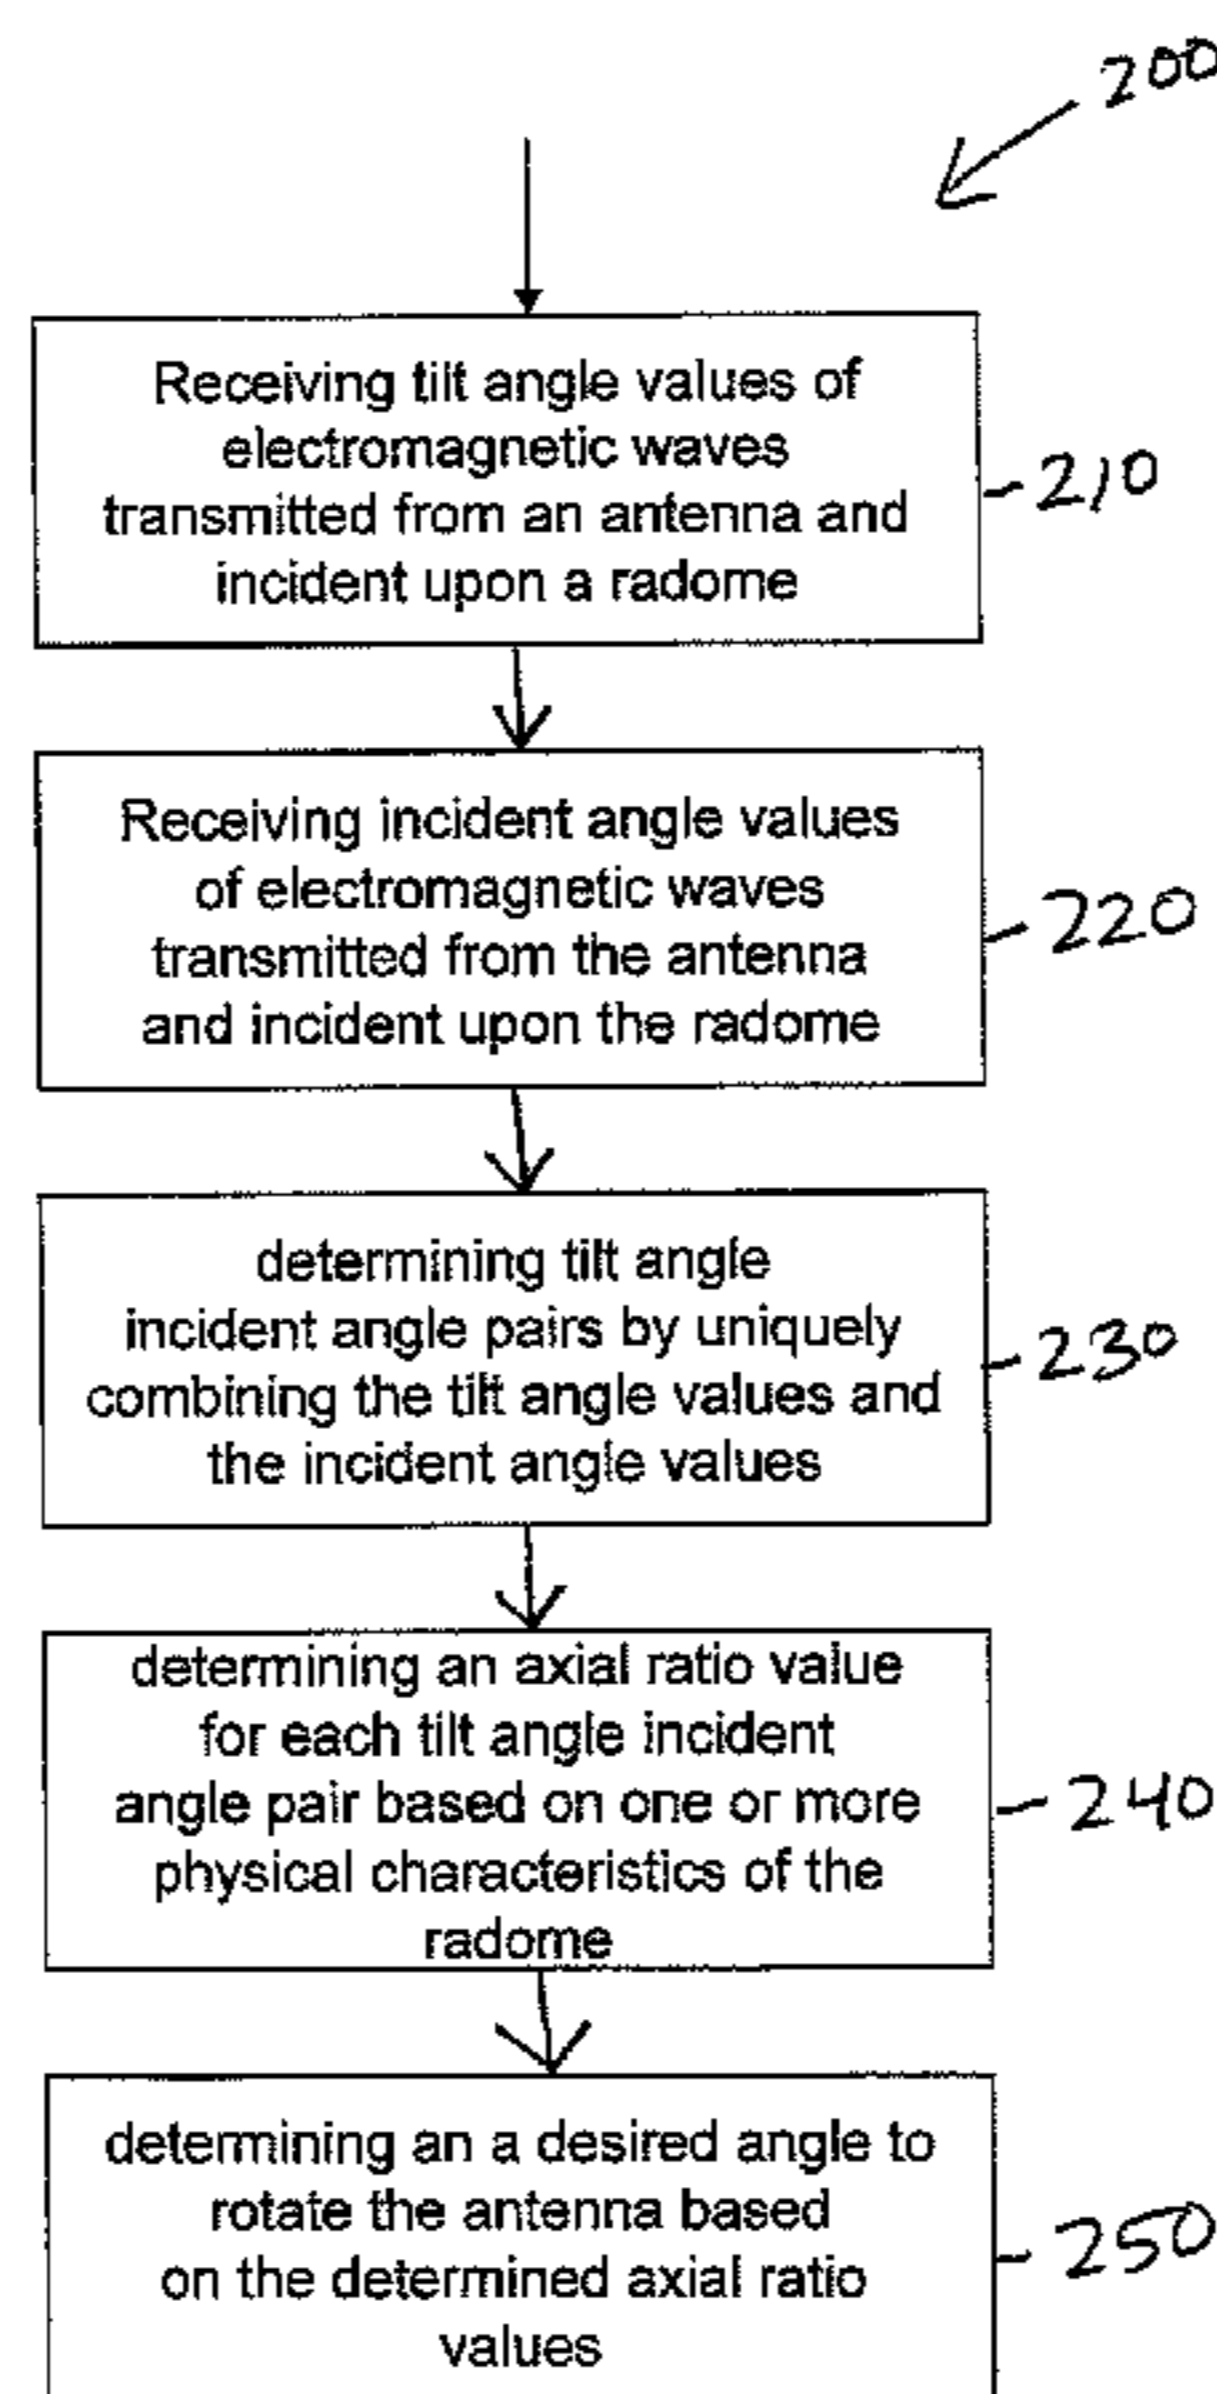 200
Receiving tilt angle values of
electromagnetic waves
transmitted from an antenna and
incident upon a radome
210
Receiving incident angle values
of electromagnetic waves
transmitted from the antenna
and incident upon the radome
220
determining tilt angle
incident angle pairs by uniquely
combining the tilt angle values and
the incident angle values
230
determining an axial ratio value
for each tilt angle incident
angle pair based on one or more
physical characteristics of the
radome
240
determining an a desired angle to
rotate the antenna based
on the determined axial ratio
values
250